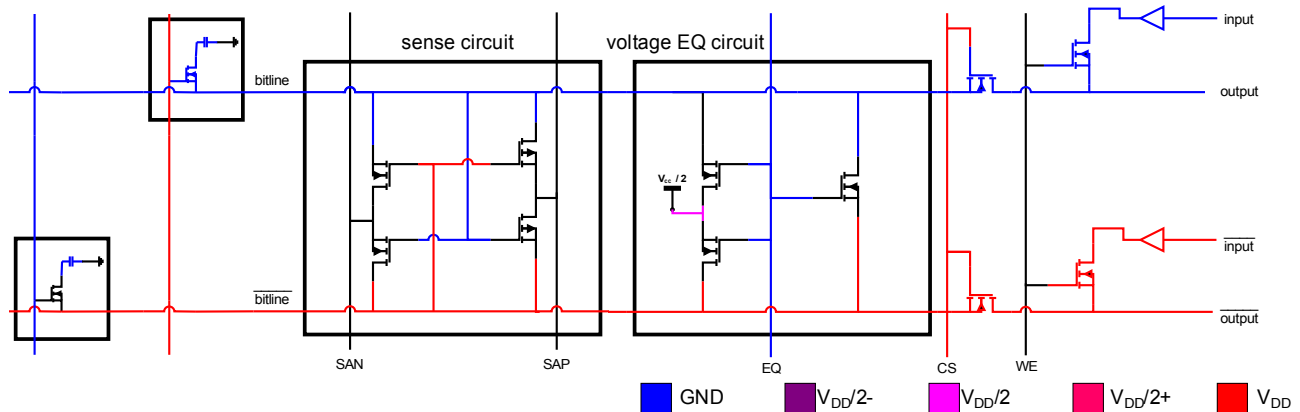 sense circuit
voltage EQ circuit
input
bitline
output
Vcc / 2
input
bitline
output
SAN
SAP
EQ
CS
WE
GND
VDD/2-
VDD/2
VDD/2+
VDD